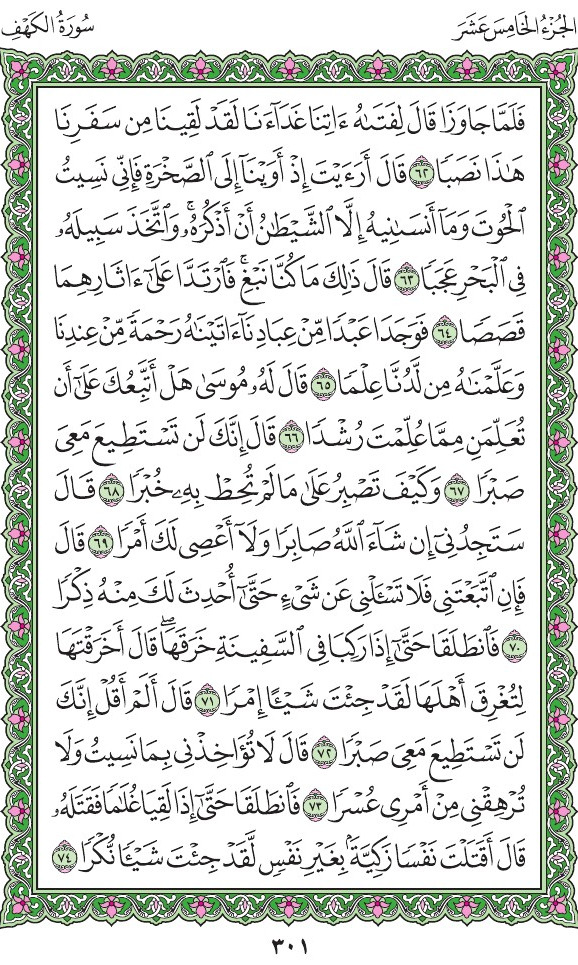 الجُزْءُ الخَامِسَ عَشَرَ
سُورَةُ الكَهْفِ
فَلَمَّا جَاوَزَا قَالَ لِفَتَىٰهُ ءَاتِنَا غَدَآءَنَا لَقَدْ لَقِينَا مِن سَفَرِنَا
هَٰذَا نَصَبًا ٦٢ قَالَ أَرَءَيْتَ إِذْ أَوَيْنَآ إِلَى ٱلصَّخْرَةِ فَإِنِّى نَسِيتُ
ٱلْحُوتَ وَمَآ أَنسَىٰنِيهُ إِلَّا ٱلشَّيْطَٰنُ أَنْ أَذْكُرَهُۥ ۚ وَٱتَّخَذَ سَبِيلَهُۥ
فِى ٱلْبَحْرِ عَجَبًا ٦٣ قَالَ ذَٰلِكَ مَا كُنَّا نَبْغِ ۚ فَٱرْتَدَّا عَلَىٰٓ ءَاثَارِهِمَا
قَصَصًا ٦٤ فَوَجَدَا عَبْدًا مِّنْ عِبَادِنَآ ءَاتَيْنَٰهُ رَحْمَةً مِّنْ عِندِنَا
وَعَلَّمْنَٰهُ مِن لَّدُنَّا عِلْمًا ٦٥ قَالَ لَهُۥ مُوسَىٰ هَلْ أَتَّبِعُكَ عَلَىٰٓ أَن
تُعَلِّمَنِ مِمَّا عُلِّمْتَ رُشْدًا ٦٦ قَالَ إِنَّكَ لَن تَسْتَطِيعَ مَعِىَ
صَبْرًا ٦٧ وَكَيْفَ تَصْبِرُ عَلَىٰ مَا لَمْ تُحِطْ بِهِۦ خُبْرًا ٦٨ قَالَ
سَتَجِدُنِىٓ إِن شَآءَ ٱللَّهُ صَابِرًا وَلَآ أَعْصِى لَكَ أَمْرًا ٦٩ قَالَ
فَإِنِ ٱتَّبَعْتَنِى فَلَا تَسْـَٔلْنِى عَن شَىْءٍ حَتَّىٰٓ أُحْدِثَ لَكَ مِنْهُ ذِكْرًا
٧٠ فَٱنطَلَقَا حَتَّىٰٓ إِذَا رَكِبَا فِى ٱلسَّفِينَةِ خَرَقَهَا ۖ قَالَ أَخَرَقْتَهَا
لِتُغْرِقَ أَهْلَهَا لَقَدْ جِئْتَ شَيْـًٔا إِمْرًا ٧١ قَالَ أَلَمْ أَقُلْ إِنَّكَ
لَن تَسْتَطِيعَ مَعِىَ صَبْرًا ٧٢ قَالَ لَا تُؤَاخِذْنِى بِمَا نَسِيتُ وَلَا
تُرْهِقْنِى مِنْ أَمْرِى عُسْرًا ٧٣ فَٱنطَلَقَا حَتَّىٰٓ إِذَا لَقِيَا غُلَٰمًا فَقَتَلَهُۥ
قَالَ أَقَتَلْتَ نَفْسًا زَكِيَّةًۢ بِغَيْرِ نَفْسٍ لَّقَدْ جِئْتَ شَيْـًٔا نُّكْرًا ٧٤
٣٠١